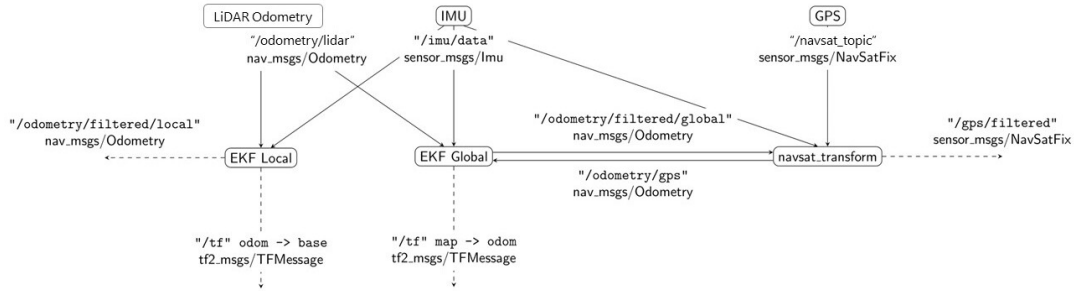 LiDAR Odometry
IMU
GPS
"/odometry/lidar"
nav_msgs/Odometry
"/imu/data"
sensor_msgs/Imu
"/navsat_topic"
sensor_msgs/NavSatFix
"/odometry/filtered/local"
nav_msgs/Odometry
"/odometry/filtered/global"
nav_msgs/Odometry
"/gps/filtered"
sensor_msgs/NavSatFix
EKF Local
EKF Global
navsat_transform
"/odometry/gps"
nav_msgs/Odometry
"/tf" odom -> base
tf2_msgs/TFMessage
"/tf" map -> odom
tf2_msgs/TFMessage